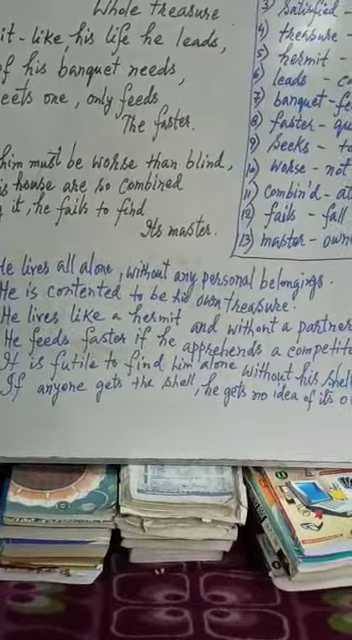 Whole treasure
it-like, his life he leads,
of his banquet needs,
eets one, only feeds
The faster.
him must be worse than blind,
is house are so combined
g it, he fails to find
Its master.
3) Satisfied -
4) treasure -
5) hermit -
6) leads - c
7) banquet - fe
8) faster - qu
9) Seeks - to
10) worse - not
11) Combin'd - at
12) fails - fall
13) master - own
He lives all alone, without any personal belongings.
He is contented to be his own treasure.
He lives like a hermit and without a partner
He feeds faster if he apprehends a competit
It is futile to find him alone without his shel
If anyone gets the shell, he gets no idea of its o